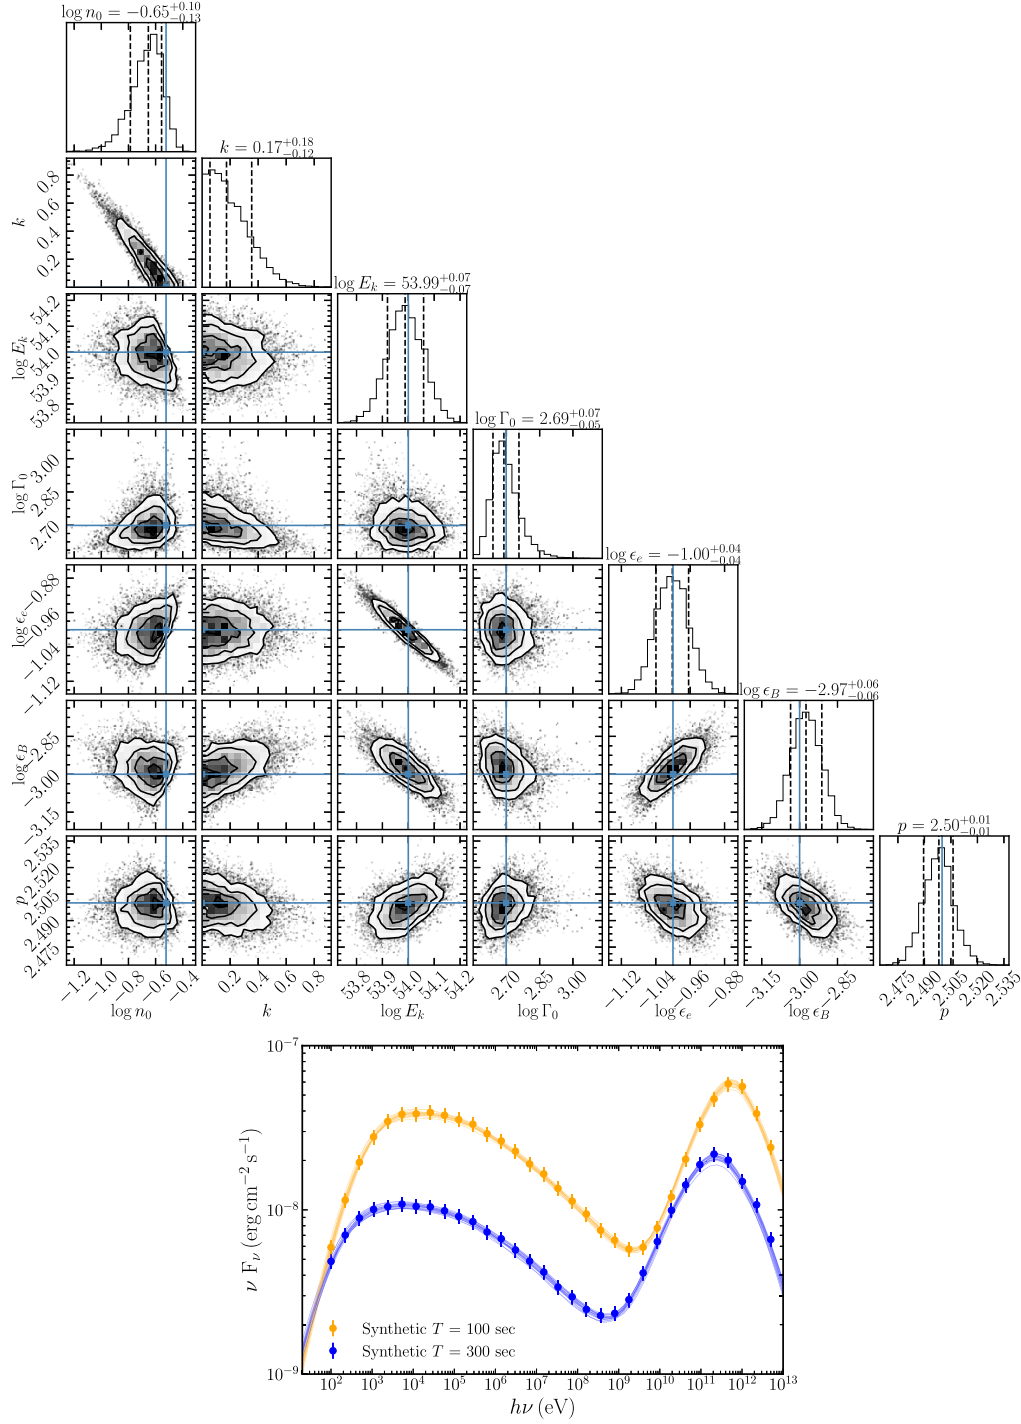 log n₀ = −0.65⁺⁰·¹⁰₋₀.₁₃
k = 0.17⁺⁰·¹⁸₋₀.₁₂
0.8
0.6
0.4
0.2
k
log Eₖ = 53.99⁺⁰·⁰⁷₋₀.₀₇
54.2
54.1
54.0
53.9
53.8
log Eₖ
log Γ₀ = 2.69⁺⁰·⁰⁷₋₀.₀₅
3.00
2.85
2.70
log Γ₀
log ϵₑ = −1.00⁺⁰·⁰⁴₋₀.₀₄
−0.88
−0.96
−1.04
−1.12
log ϵₑ
log ϵ_B = −2.97⁺⁰·⁰⁶₋₀.₀₆
−2.85
−3.00
−3.15
log ϵ_B
p = 2.50⁺⁰·⁰¹₋₀.₀₁
2.535
2.520
2.505
2.490
2.475
p
−1.2 −1.0 −0.8 −0.6 −0.4
0.2 0.4 0.6 0.8
53.8 53.9 54.0 54.1 54.2
2.70 2.85 3.00
−1.12 −1.04 −0.96 −0.88
−3.15 −3.00 −2.85
2.475 2.490 2.505 2.520 2.535
log n₀ k log Eₖ log Γ₀ log ϵₑ log ϵ_B p
10⁻⁷
10⁻⁸
10⁻⁹
ν F_ν (erg cm⁻² s⁻¹)
Synthetic T = 100 sec
Synthetic T = 300 sec
10² 10³ 10⁴ 10⁵ 10⁶ 10⁷ 10⁸ 10⁹ 10¹⁰ 10¹¹ 10¹² 10¹³
hν (eV)